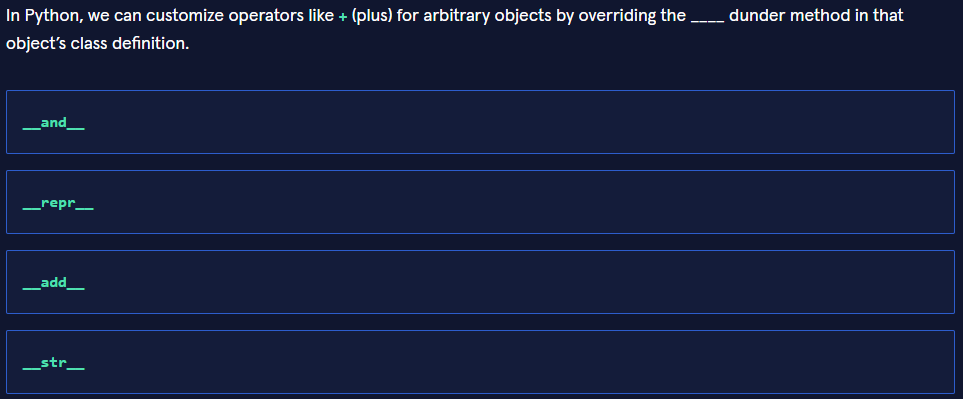 In Python, we can customize operators like + (plus) for arbitrary objects by overriding the ____ dunder method in that
object’s class definition.
__and__
__repr__
__add__
__str__